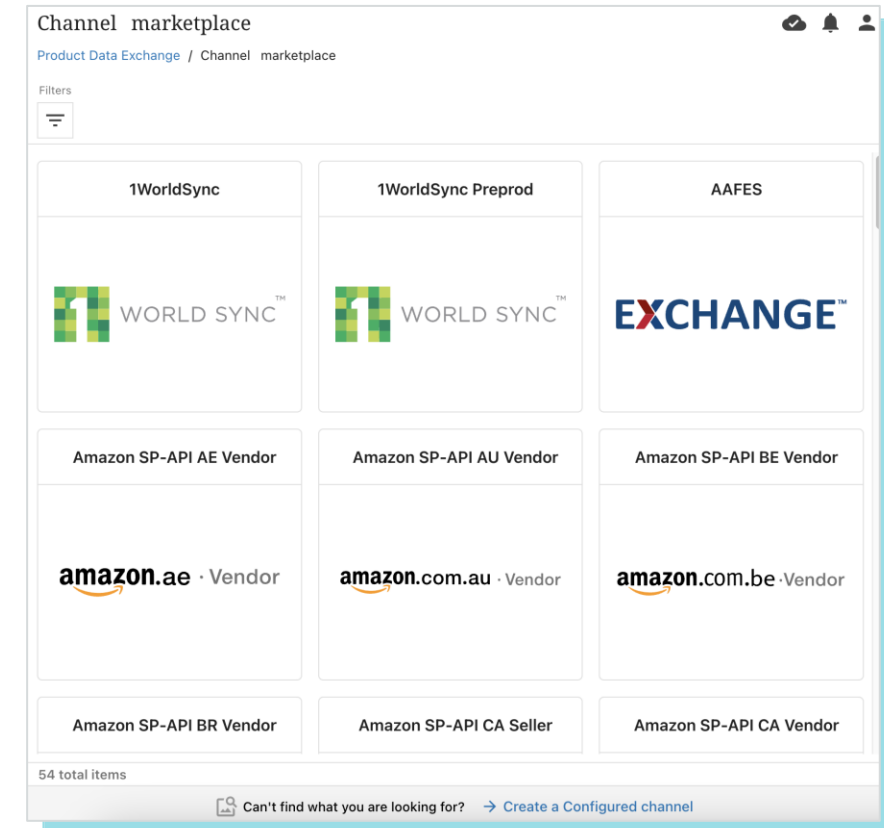 Channel marketplace
Product Data Exchange / Channel marketplace
Filters
1WorldSync
1WorldSync Preprod
AAFES
1 WORLD SYNC™
1 WORLD SYNC™
EXCHANGE™
Amazon SP-API AE Vendor
Amazon SP-API AU Vendor
Amazon SP-API BE Vendor
amazon.ae · Vendor
amazon.com.au · Vendor
amazon.com.be · Vendor
Amazon SP-API BR Vendor
Amazon SP-API CA Seller
Amazon SP-API CA Vendor
54 total items
Can't find what you are looking for? → Create a Configured channel